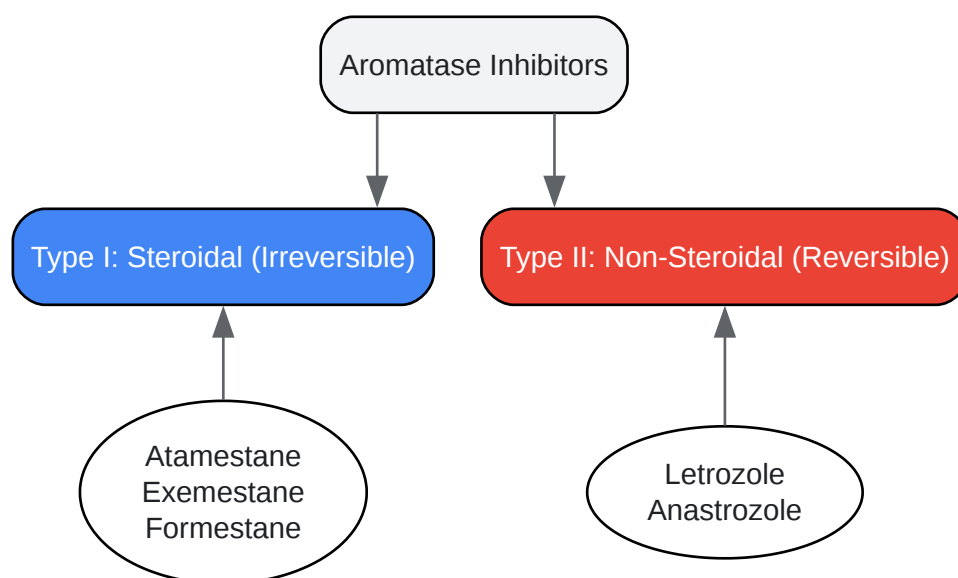 Aromatase Inhibitors
Type I: Steroidal (Irreversible)
Type II: Non-Steroidal (Reversible)
Atamestane
Exemestane
Formestane
Letrozole
Anastrozole